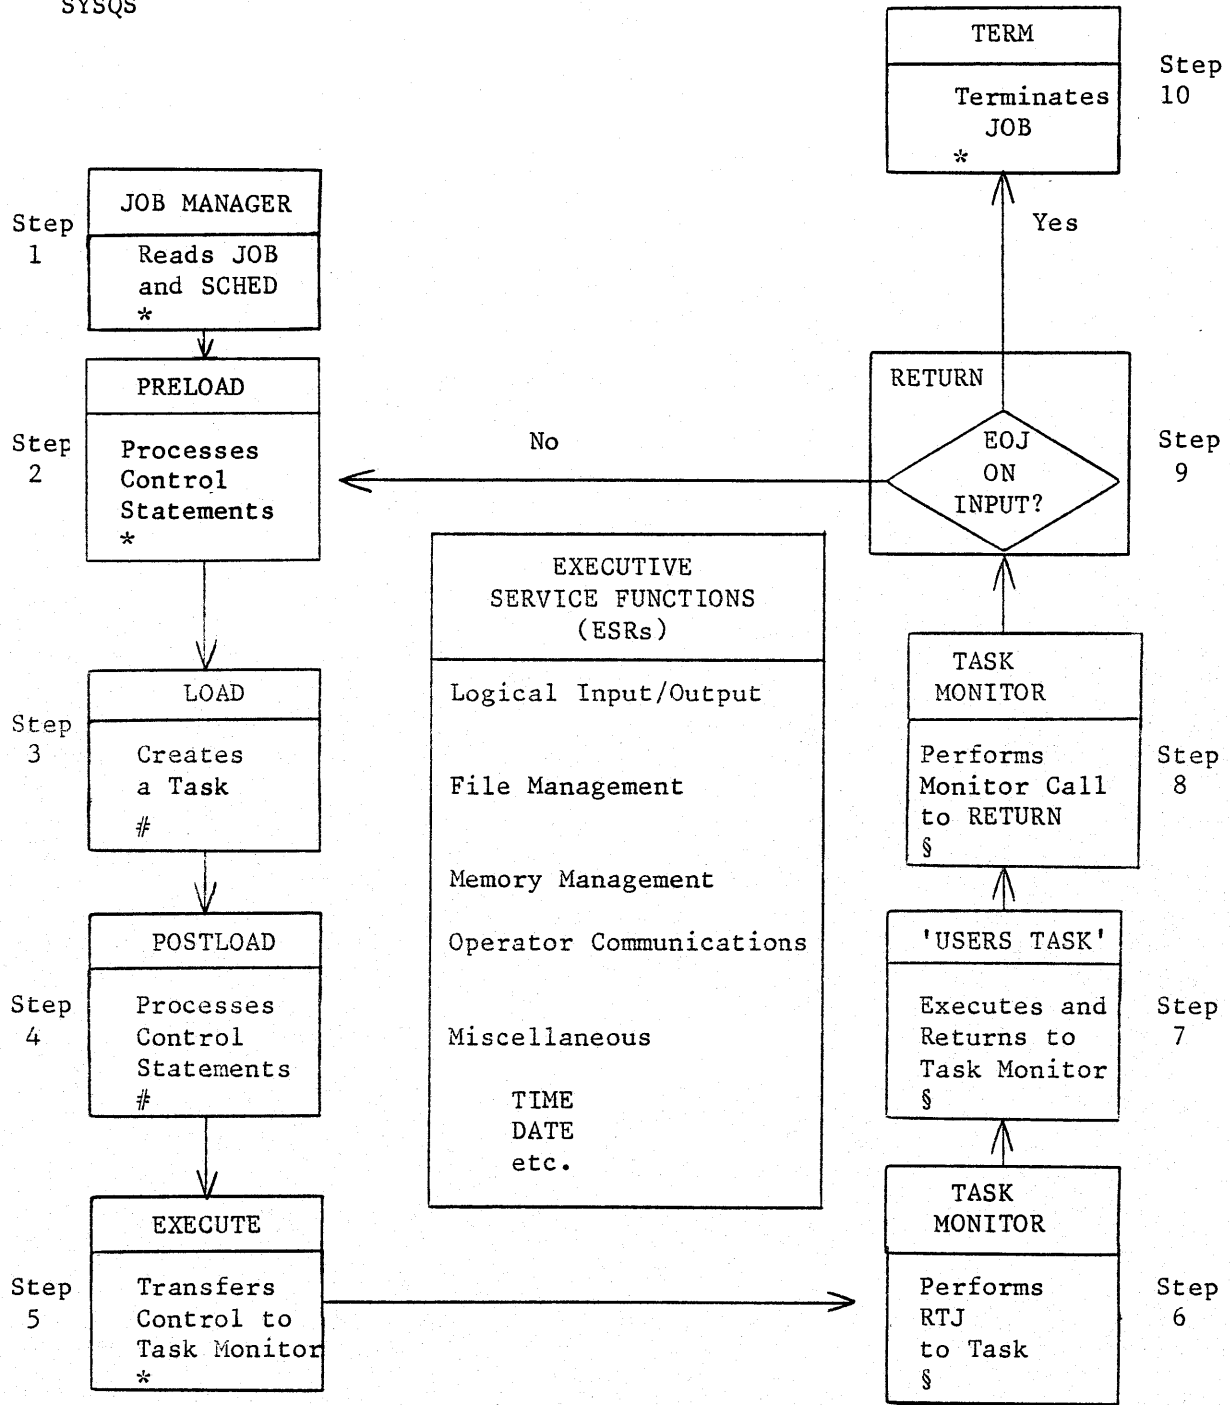 SYSQS
JOB MANAGER
Step
1
Reads JOB
and SCHED
*
PRELOAD
Step
2
Processes
Control
Statements
*
LOAD
Step
3
Creates
a Task
#
POSTLOAD
Step
4
Processes
Control
Statements
#
EXECUTE
Step
5
Transfers
Control to
Task Monitor
*
No
EXECUTIVE
SERVICE FUNCTIONS
(ESRs)
Logical Input/Output
File Management
Memory Management
Operator Communications
Miscellaneous
TIME
DATE
etc.
TERM
Step
10
Terminates
JOB
*
Yes
RETURN
EOJ
ON
INPUT?
Step
9
TASK
MONITOR
Performs
Monitor Call
to RETURN
§
Step
8
'USERS TASK'
Executes and
Returns to
Task Monitor
§
Step
7
TASK
MONITOR
Performs
RTJ
to Task
§
Step
6